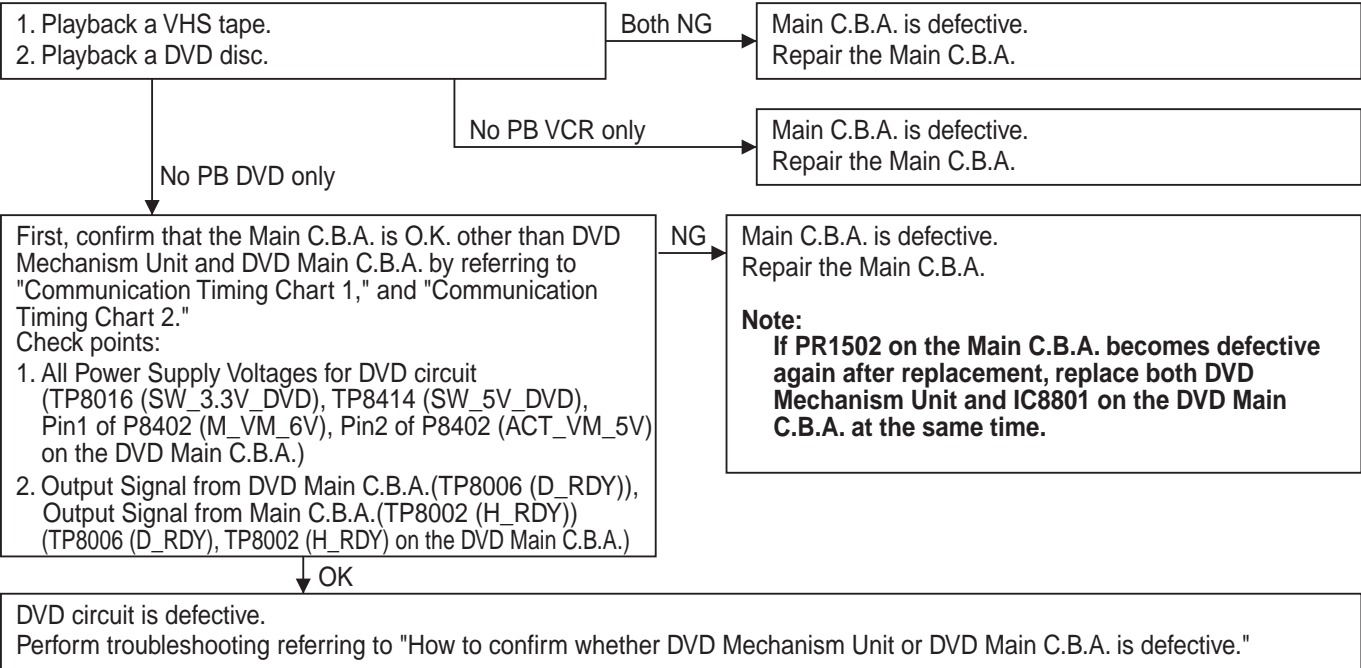 1. Playback a VHS tape.
2. Playback a DVD disc.
Both NG
Main C.B.A. is defective.
Repair the Main C.B.A.
No PB VCR only
Main C.B.A. is defective.
Repair the Main C.B.A.
No PB DVD only
First, confirm that the Main C.B.A. is O.K. other than DVD
Mechanism Unit and DVD Main C.B.A. by referring to
"Communication Timing Chart 1," and "Communication
Timing Chart 2."
Check points:
1. All Power Supply Voltages for DVD circuit
(TP8016 (SW_3.3V_DVD), TP8414 (SW_5V_DVD),
Pin1 of P8402 (M_VM_6V), Pin2 of P8402 (ACT_VM_5V)
on the DVD Main C.B.A.)
2. Output Signal from DVD Main C.B.A.(TP8006 (D_RDY)),
Output Signal from Main C.B.A.(TP8002 (H_RDY))
(TP8006 (D_RDY), TP8002 (H_RDY) on the DVD Main C.B.A.)
NG
Main C.B.A. is defective.
Repair the Main C.B.A.
Note:
If PR1502 on the Main C.B.A. becomes defective
again after replacement, replace both DVD
Mechanism Unit and IC8801 on the DVD Main
C.B.A. at the same time.
OK
DVD circuit is defective.
Perform troubleshooting referring to "How to confirm whether DVD Mechanism Unit or DVD Main C.B.A. is defective."